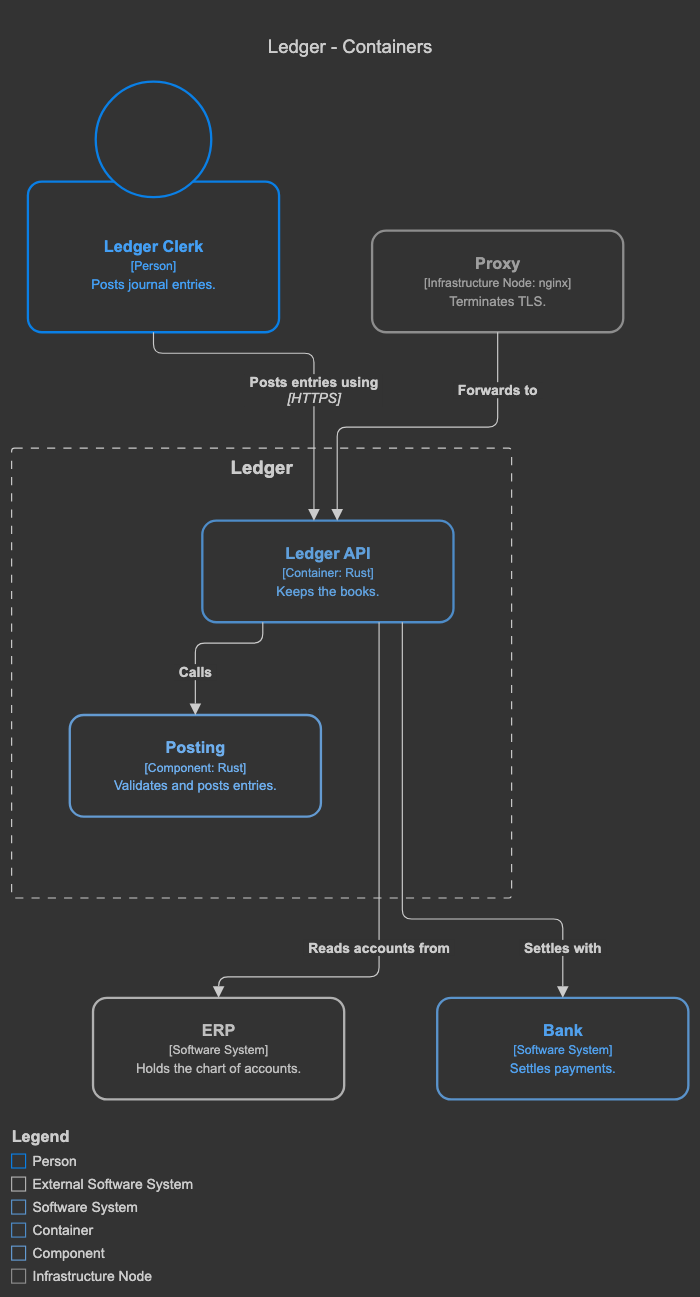 Ledger - Containers
Ledger Clerk
[Person]
Posts journal entries.
Proxy
[Infrastructure Node: nginx]
Terminates TLS.
Posts entries using
[HTTPS]
Forwards to
Ledger
Ledger API
[Container: Rust]
Keeps the books.
Calls
Posting
[Component: Rust]
Validates and posts entries.
Reads accounts from
Settles with
ERP
[Software System]
Holds the chart of accounts.
Bank
[Software System]
Settles payments.
Legend
Person
External Software System
Software System
Container
Component
Infrastructure Node